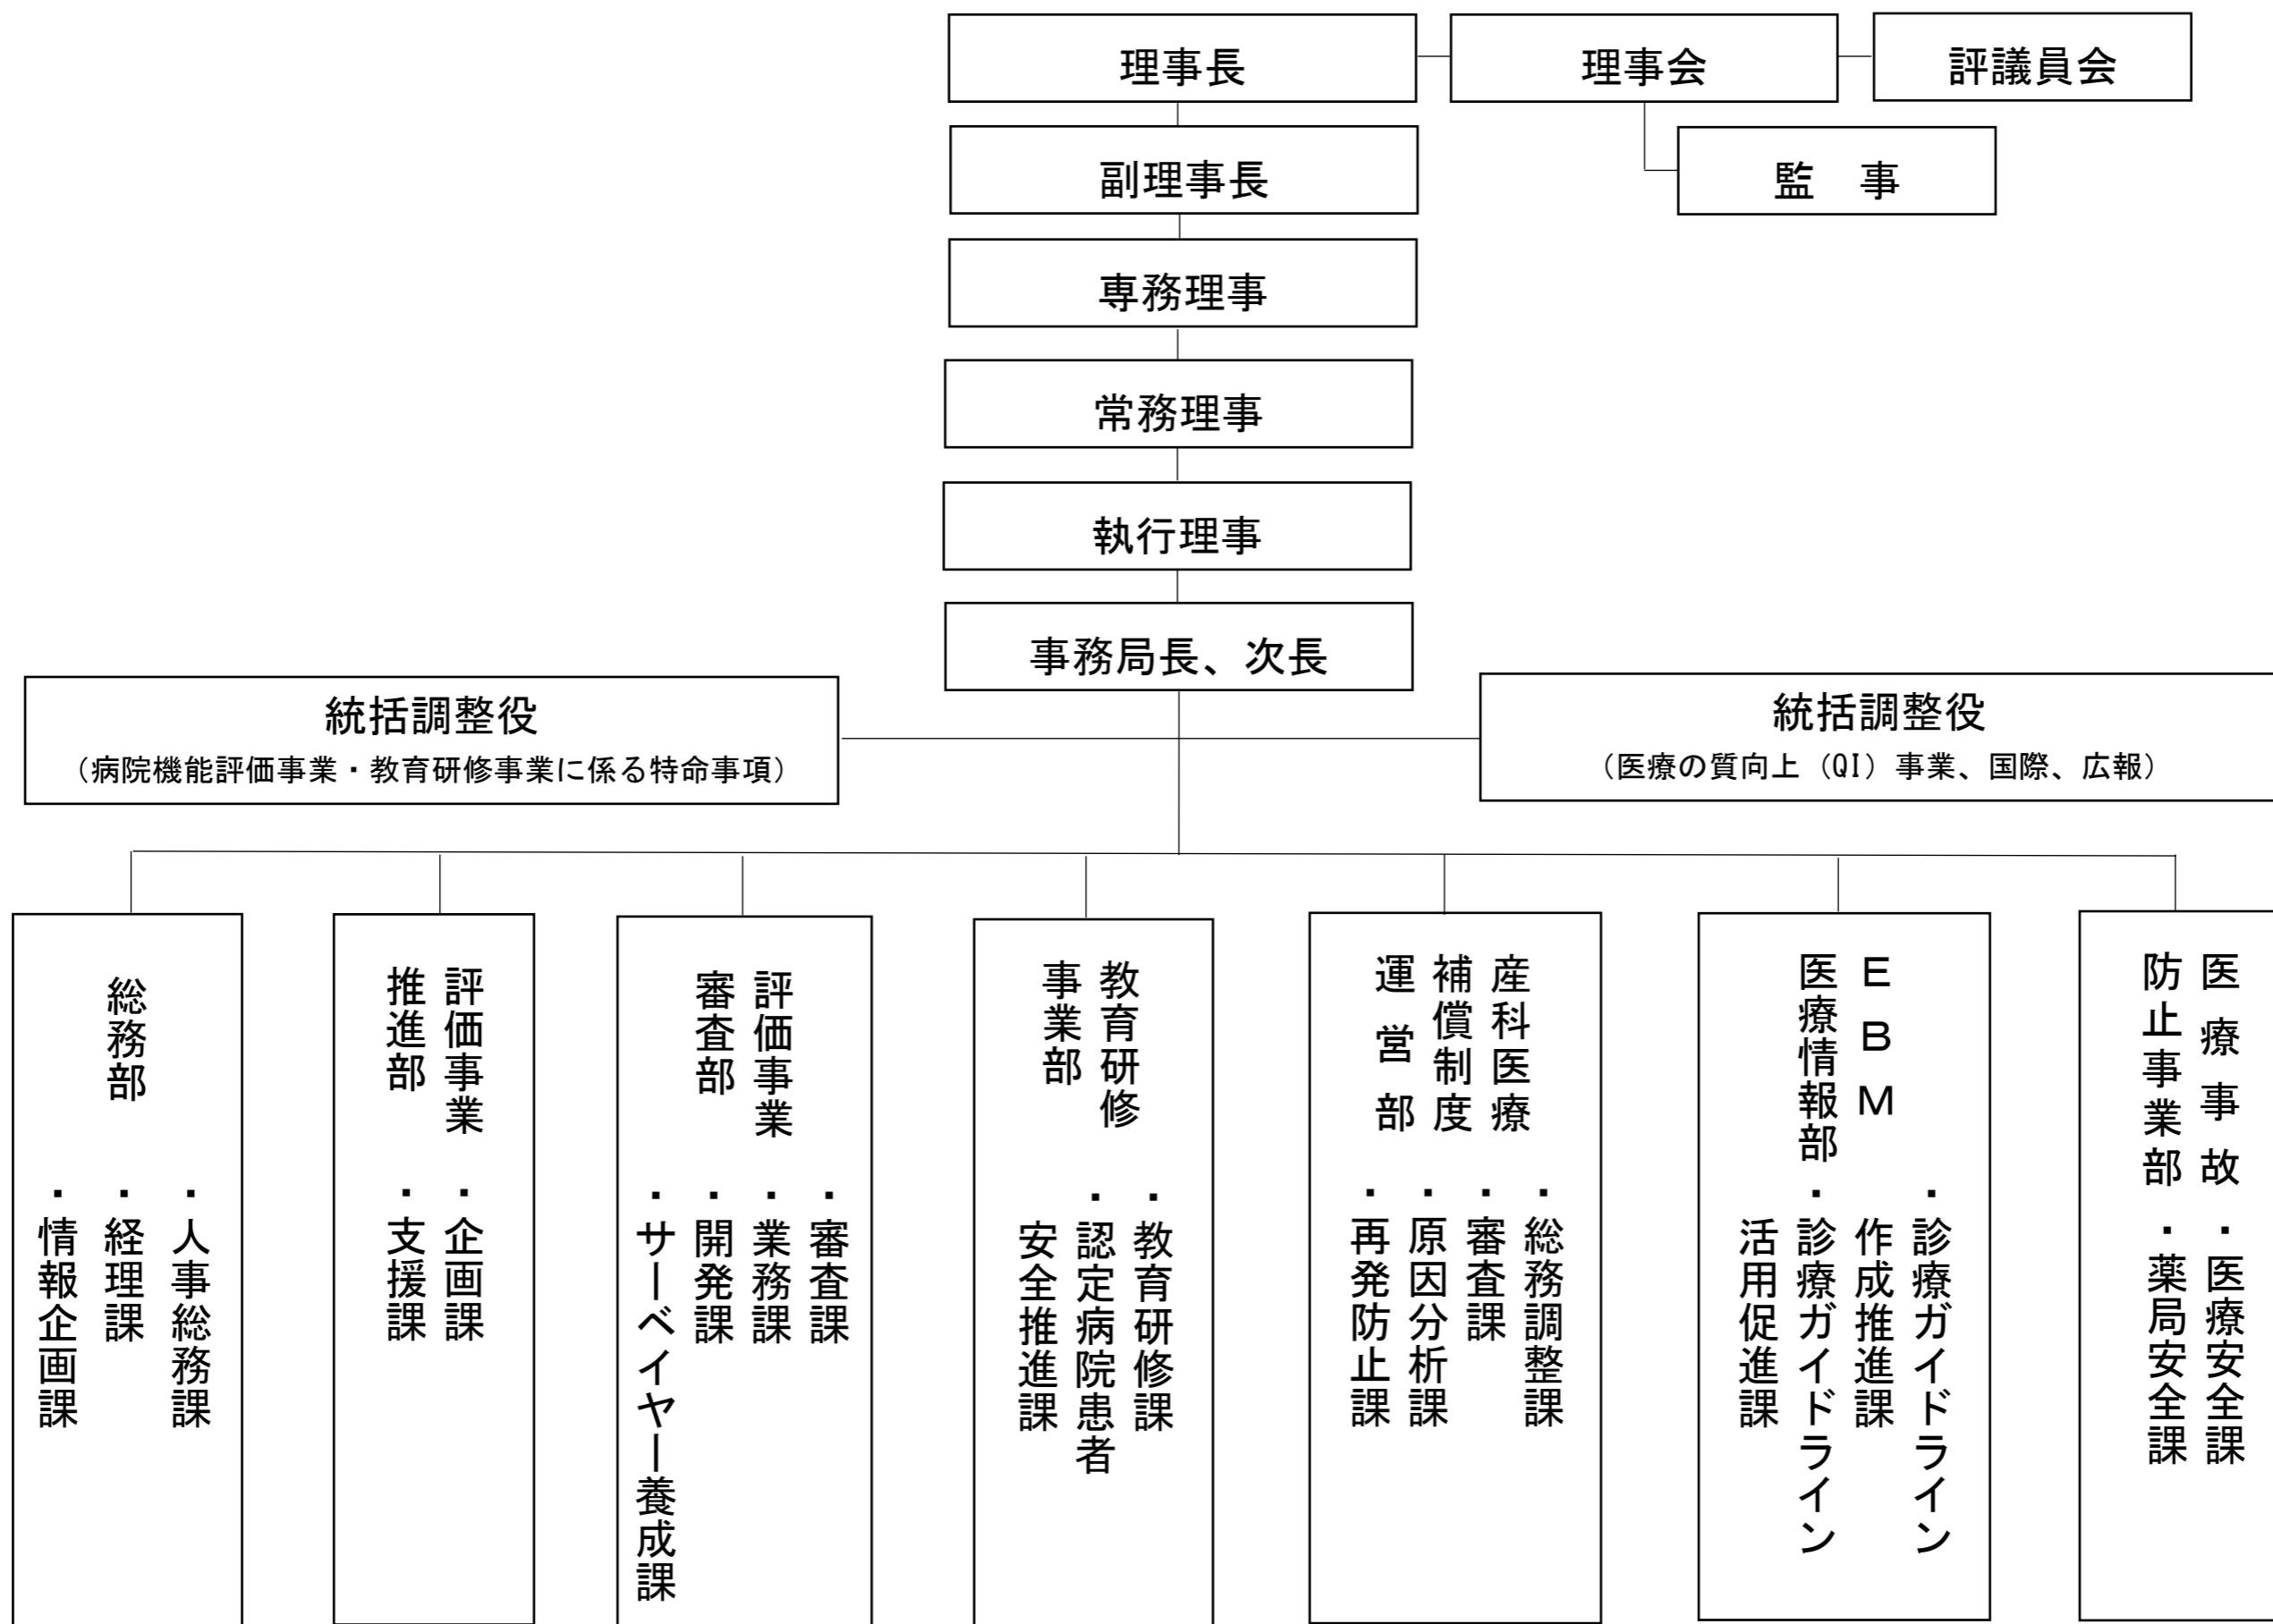 理事長
理事会
評議員会
副理事長
監　事
専務理事
常務理事
執行理事
事務局長、次長
統括調整役
（病院機能評価事業・教育研修事業に係る特命事項）
統括調整役
（医療の質向上（QI）事業、国際、広報）
総務部
・人事総務課
・経理課
・情報企画課
評価事業
推進部
・企画課
・支援課
評価事業
審査部
・審査課
・業務課
・開発課
・サーベイヤー養成課
教育研修
事業部
・教育研修課
・認定病院患者
安全推進課
産科医療
補償制度
運営部
・総務調整課
・審査課
・原因分析課
・再発防止課
ＥＢＭ
医療情報部
・診療ガイドライン
作成推進課
・診療ガイドライン
活用促進課
医療事故
防止事業部
・医療安全課
・薬局安全課